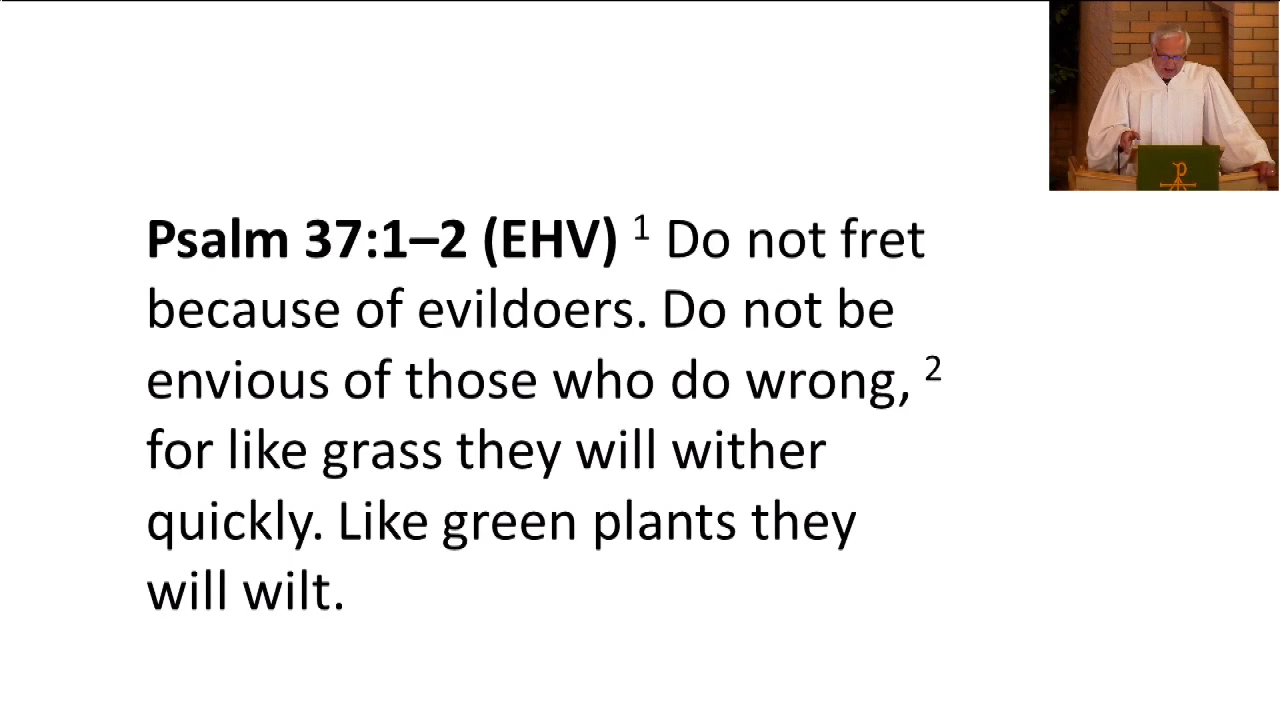 Psalm 37:1–2 (EHV) 1 Do not fret
because of evildoers. Do not be
envious of those who do wrong, 2
for like grass they will wither
quickly. Like green plants they
will wilt.